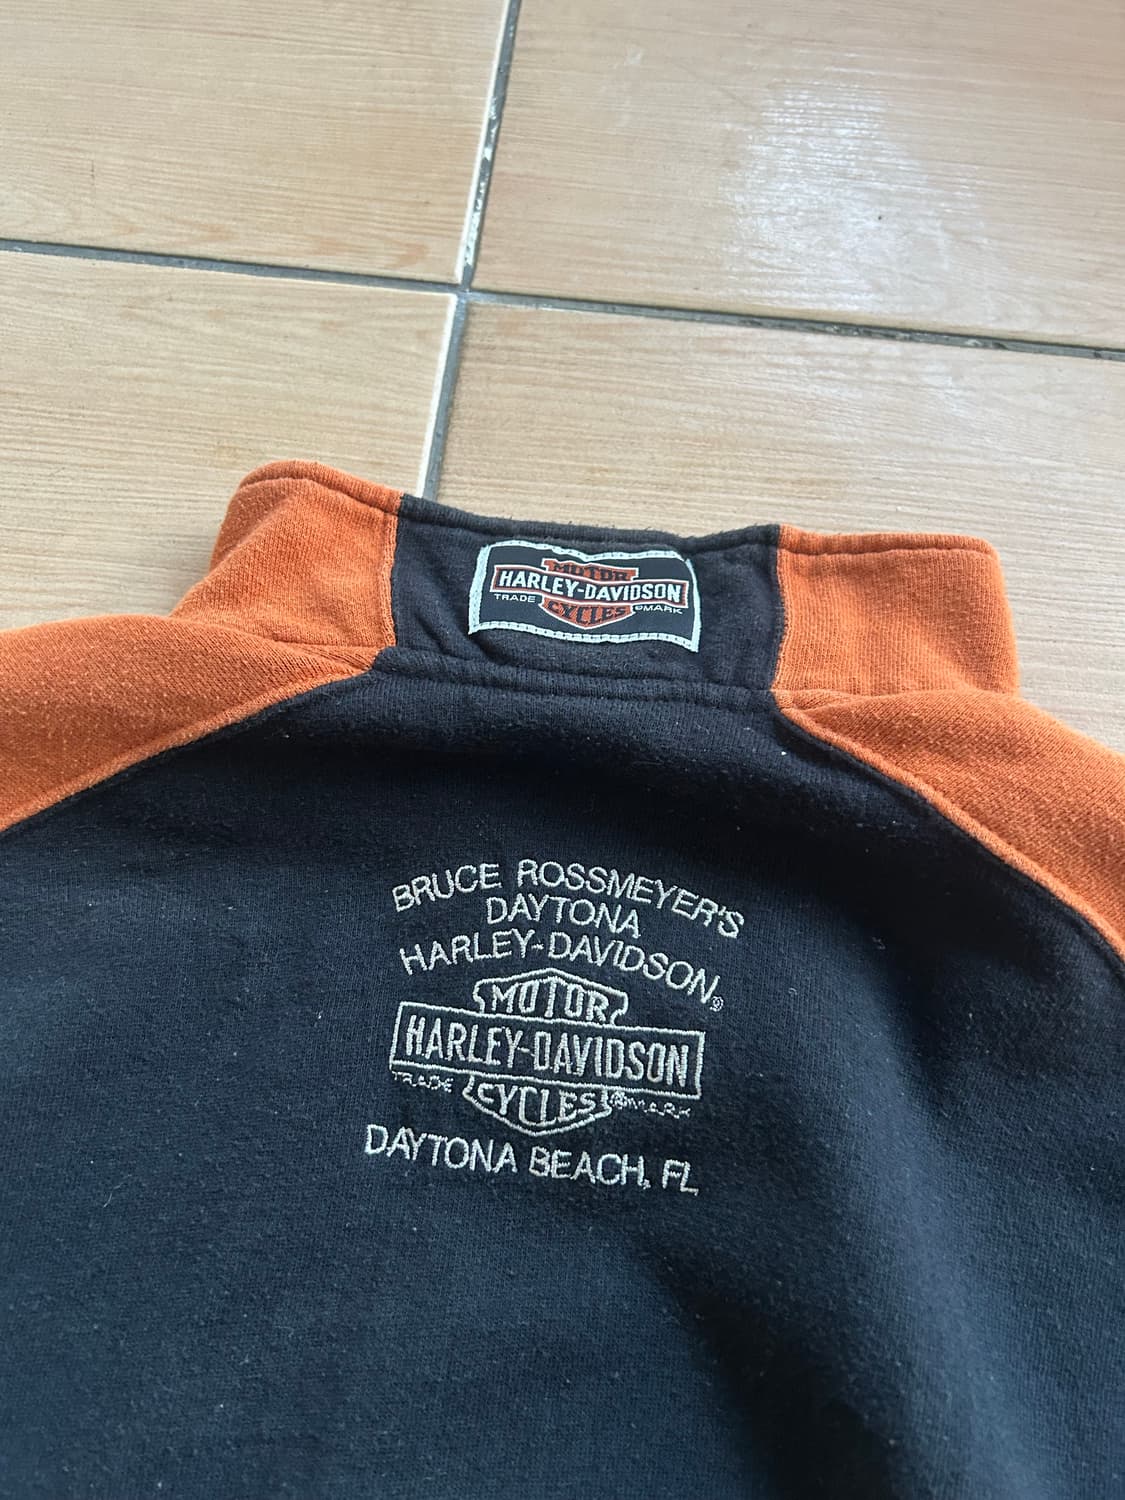 MOTOR
HARLEY-DAVIDSON
TRADE ®MARK
CYCLES
BRUCE ROSSMEYER'S
DAYTONA
HARLEY-DAVIDSON®
MOTOR
HARLEY-DAVIDSON
TRADE ®MARK
CYCLES
DAYTONA BEACH, FL